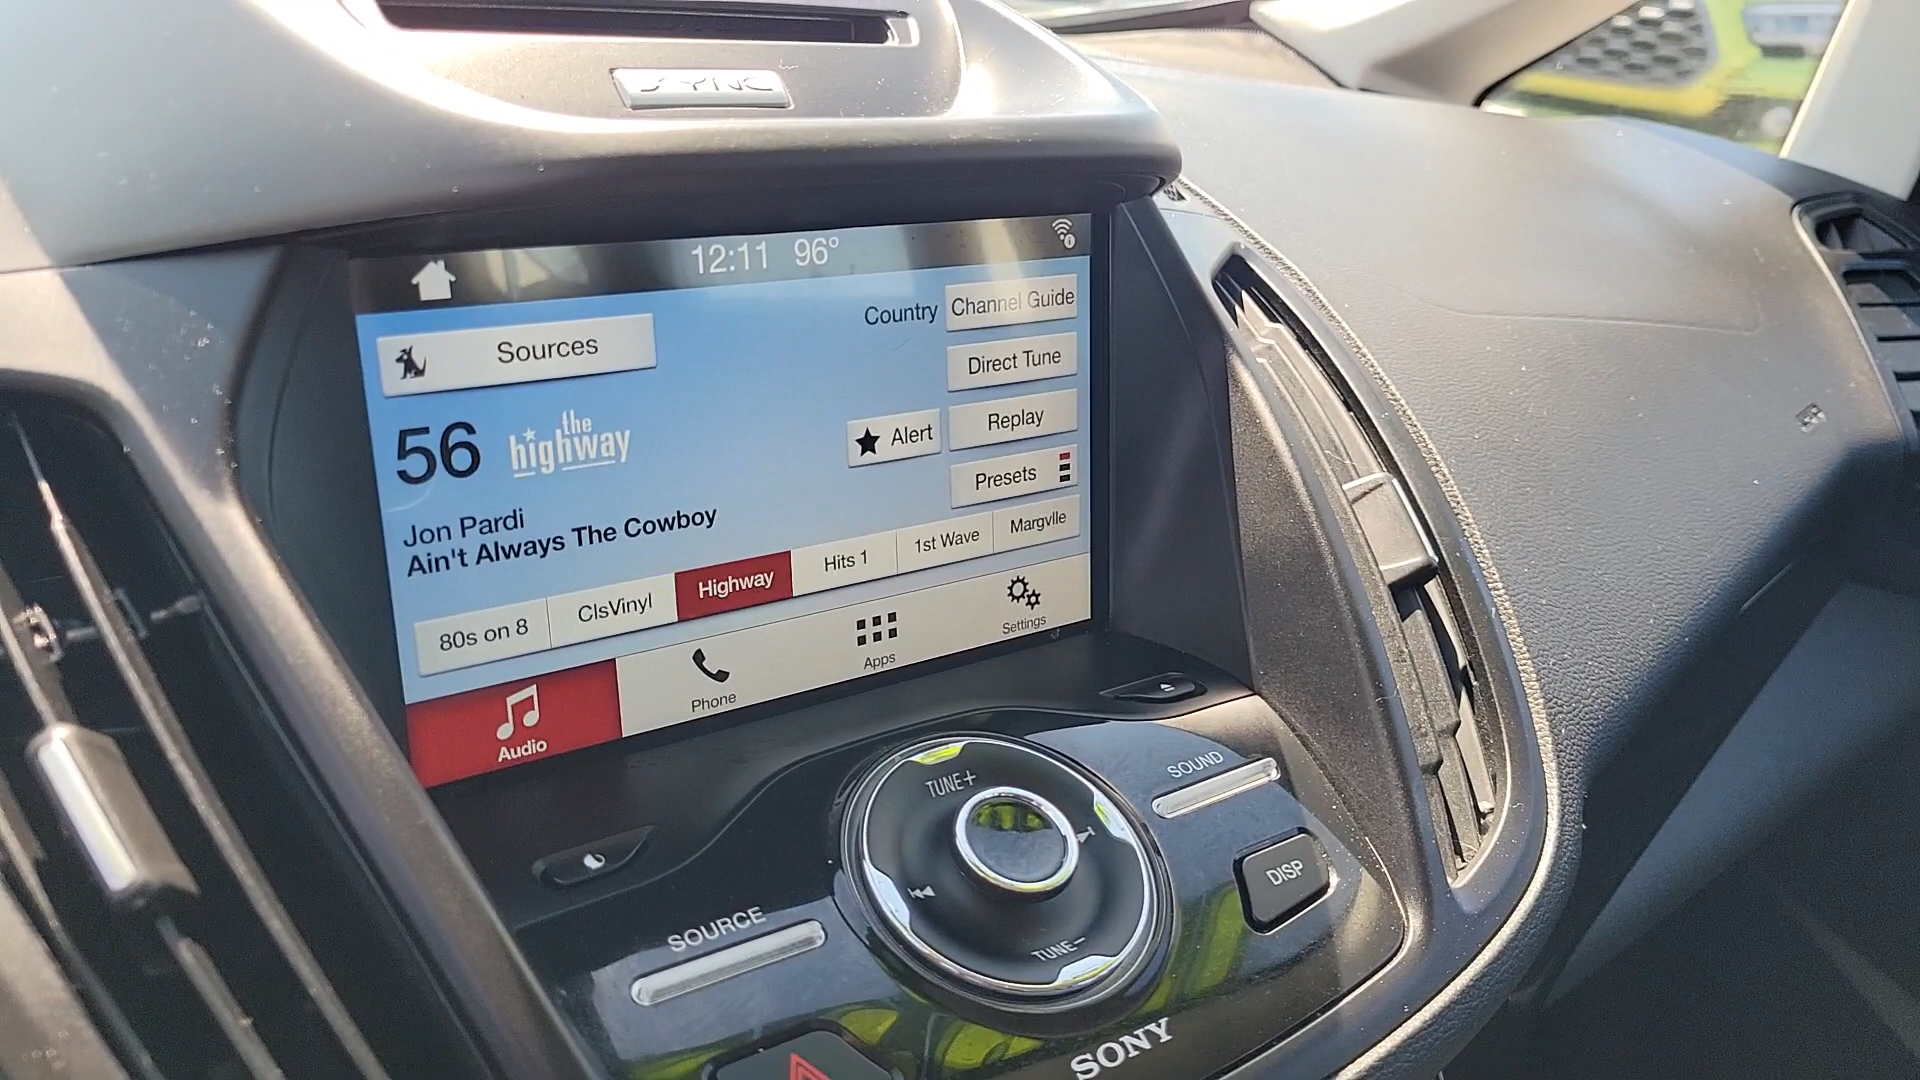 SYNC
12:11 96°
Sources
Country
Channel Guide
Direct Tune
56 the highway
Alert
Replay
Presets
Jon Pardi
Ain't Always The Cowboy
80s on 8
ClsVinyl
Highway
Hits 1
1st Wave
Margvlle
Audio
Phone
Apps
Settings
TUNE+
SOUND
DISP
SOURCE
TUNE-
SONY